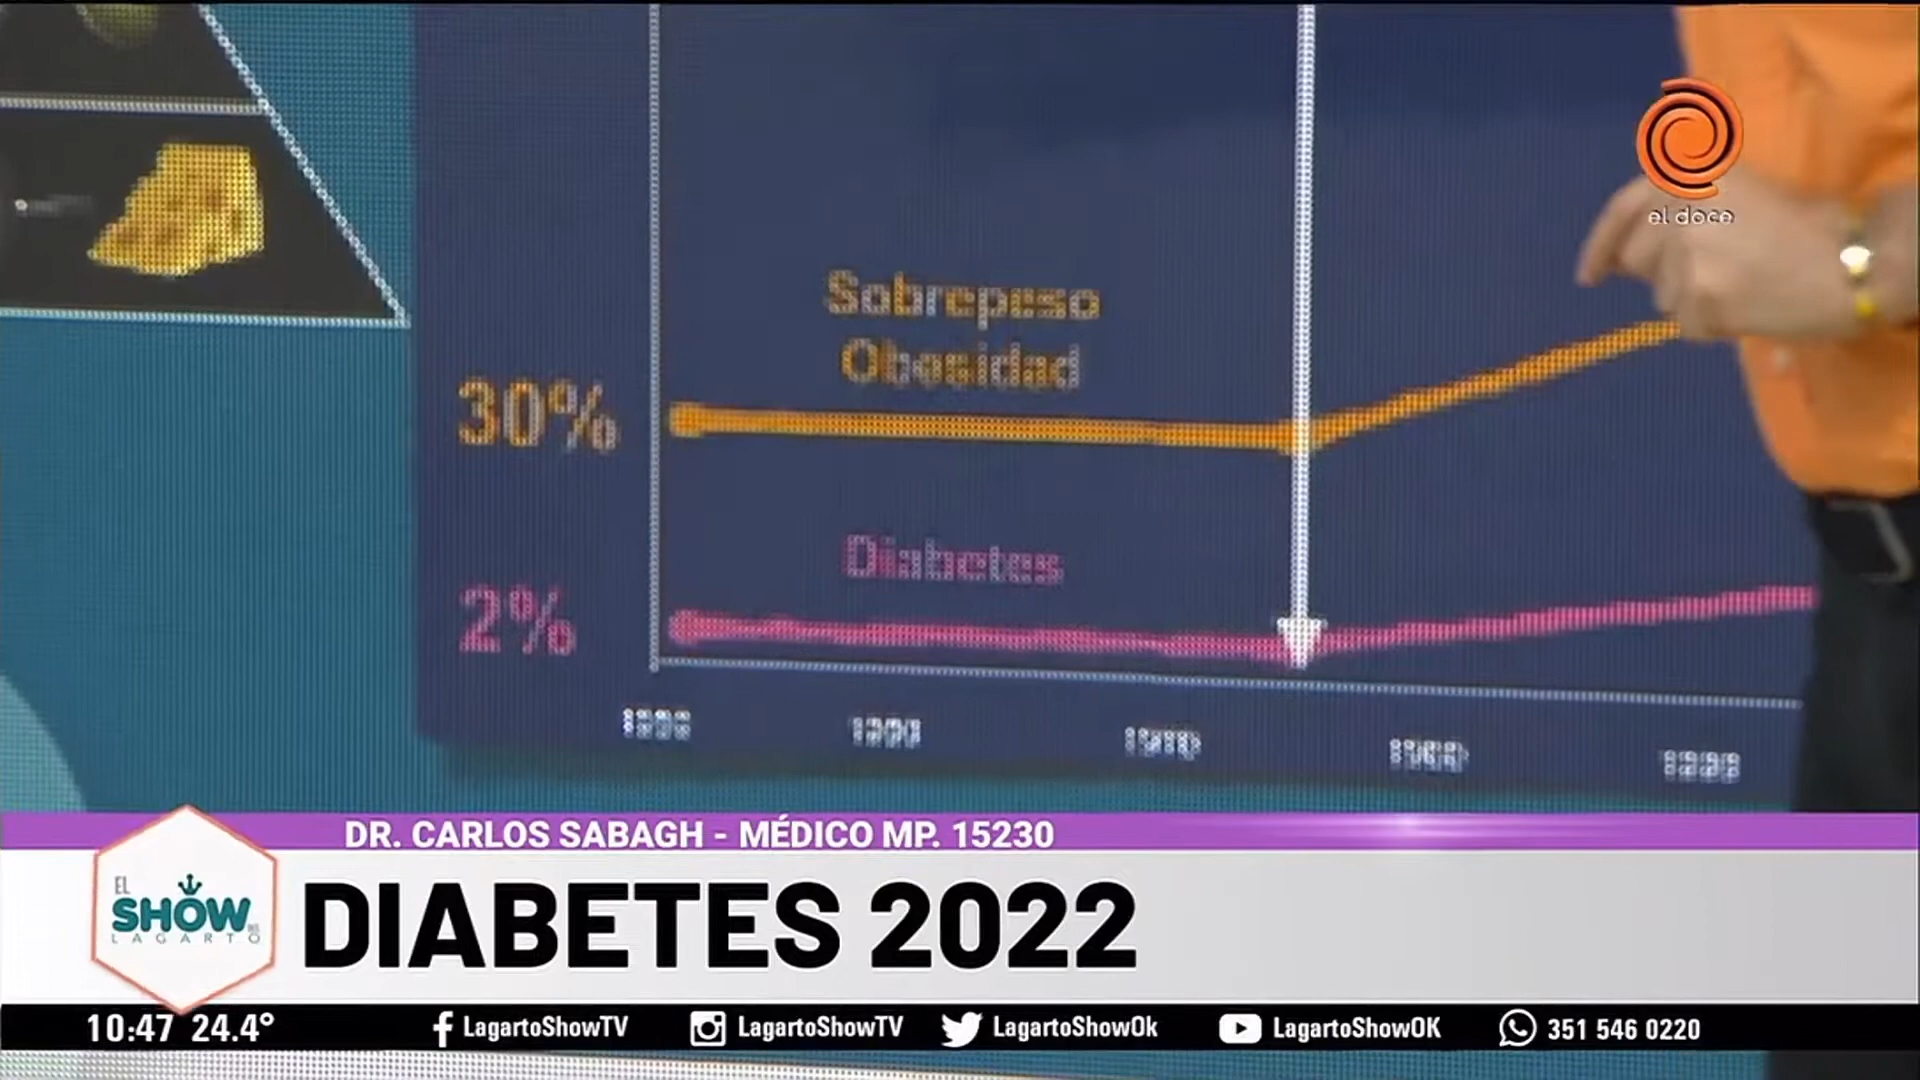 el doce
Sobrepeso
Obesidad
30%
Diabetes
2%
DR. CARLOS SABAGH - MÉDICO MP. 15230
EL
SHOW DEL
LAGARTO
DIABETES 2022
10:47 24.4° LagartoShowTV LagartoShowTV LagartoShowOk LagartoShowOK 351 546 0220